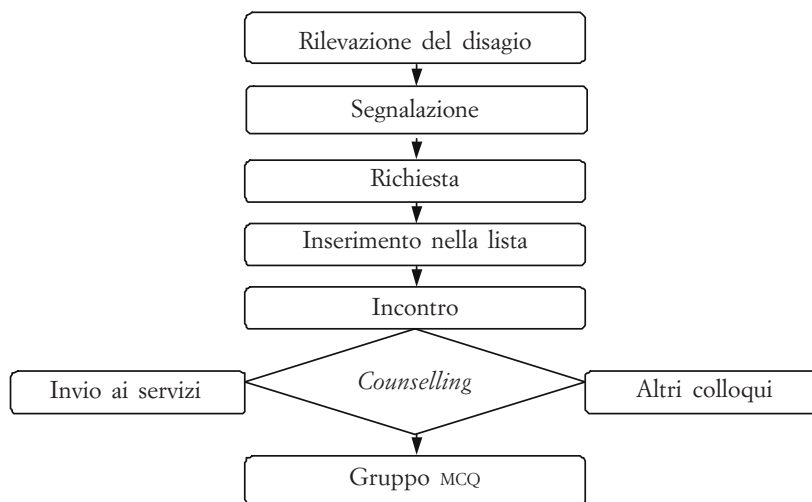 Rilevazione del disagio
Segnalazione
Richiesta
Inserimento nella lista
Incontro
Invio ai servizi
Counselling
Altri colloqui
Gruppo MCQ